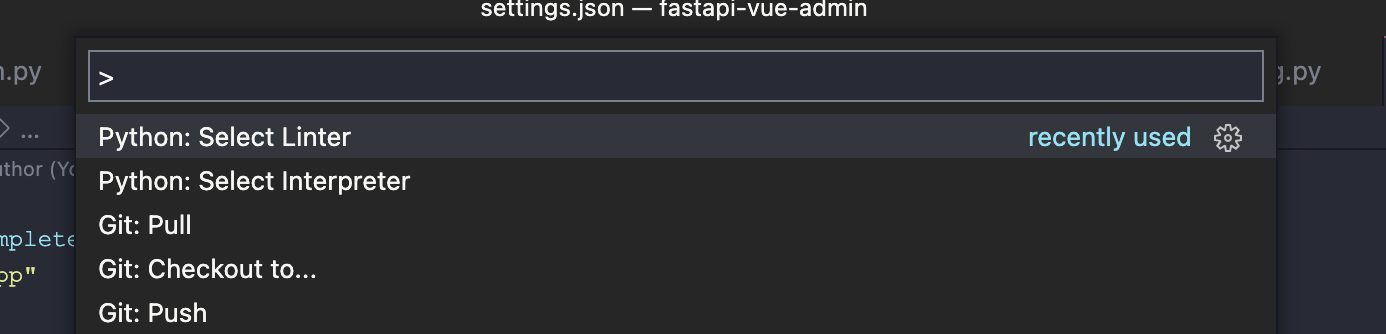 settings.json — fastapi-vue-admin
.py
g.py
>
...
Python: Select Linter recently used
uthor (Yo
Python: Select Interpreter
Git: Pull
mplete
Git: Checkout to...
pp"
Git: Push